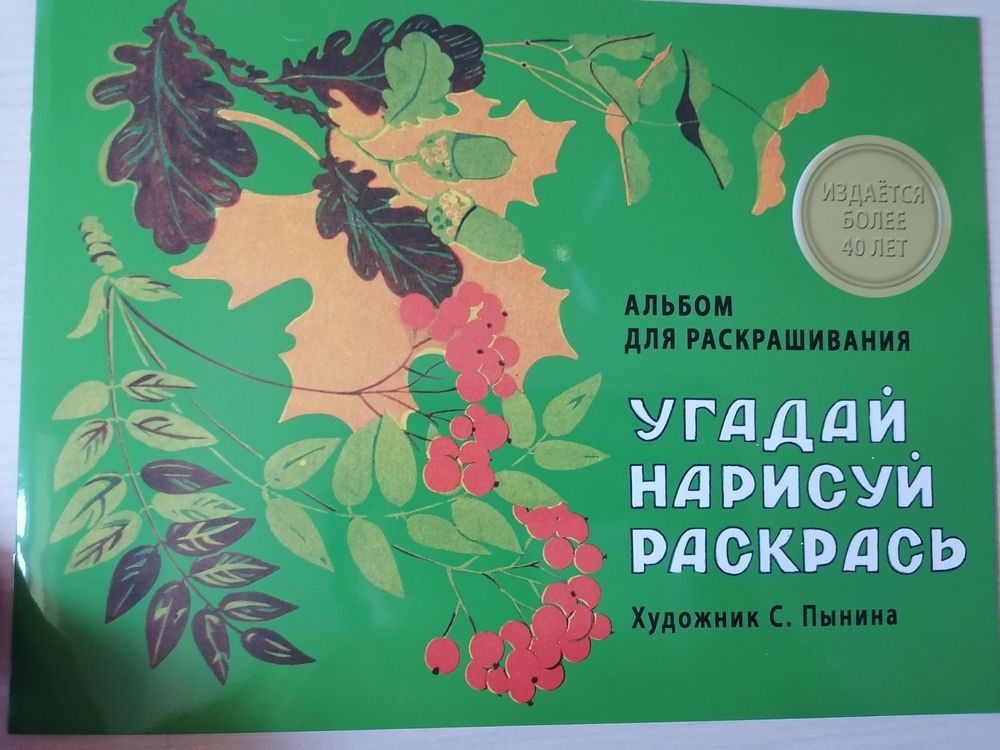 ИЗДАЁТСЯ
БОЛЕЕ
40 ЛЕТ
АЛЬБОМ
ДЛЯ РАСКРАШИВАНИЯ
УГАДАЙ
НАРИСУЙ
РАСКРАСЬ
Художник С. Пынина